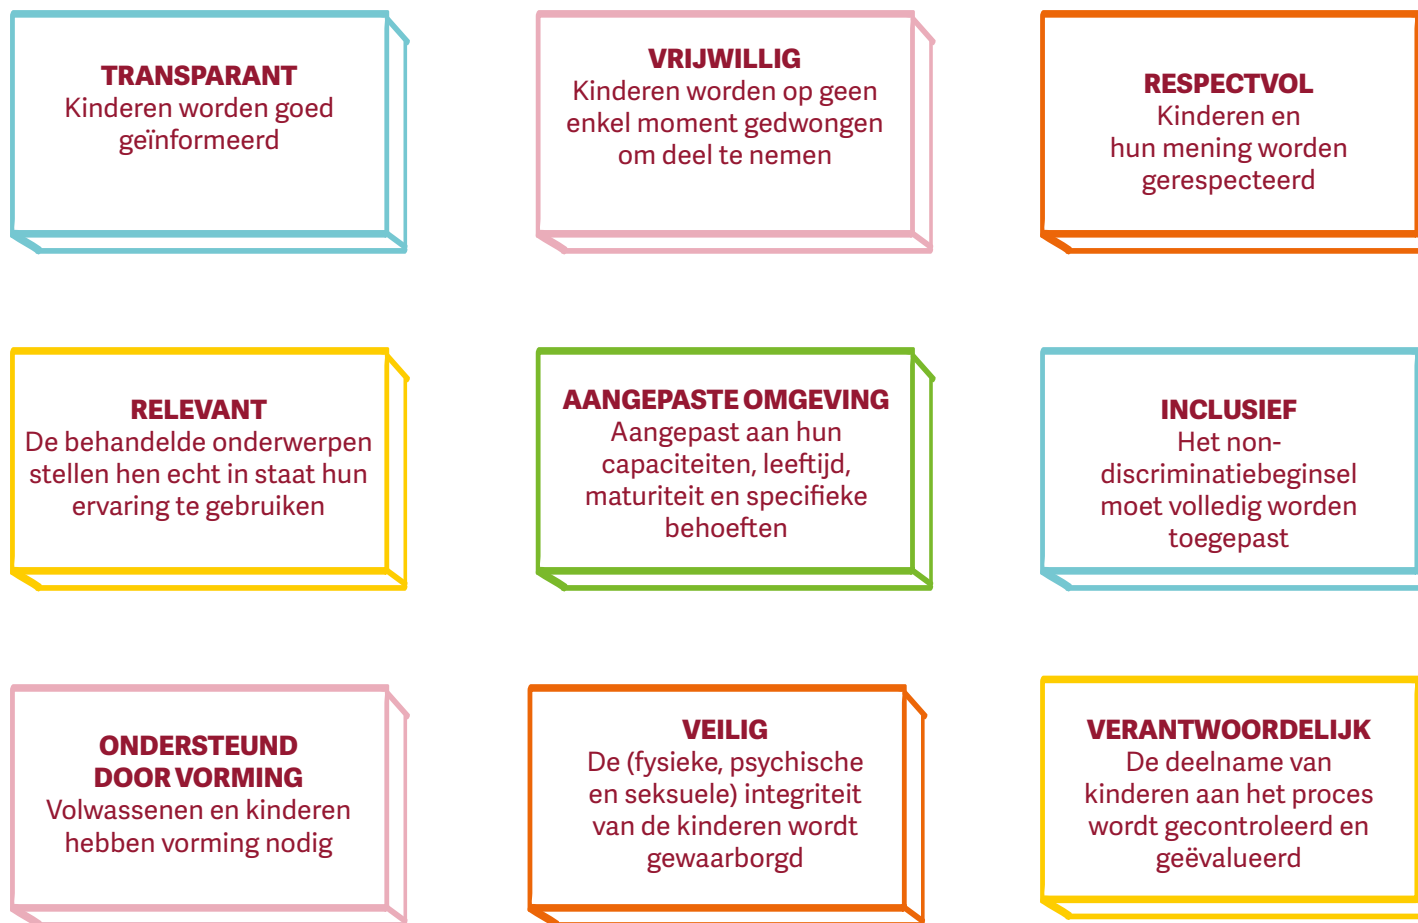 TRANSPARANT
Kinderen worden goed
geïnformeerd
VRIJWILLIG
Kinderen worden op geen
enkel moment gedwongen
om deel te nemen
RESPECTVOL
Kinderen en
hun mening worden
gerespecteerd
RELEVANT
De behandelde onderwerpen
stellen hen echt in staat hun
ervaring te gebruiken
AANGEPASTE OMGEVING
Aangepast aan hun
capaciteiten, leeftijd,
maturiteit en specifieke
behoeften
INCLUSIEF
Het non-
discriminatiebeginsel
moet volledig worden
toegepast
ONDERSTEUND
DOOR VORMING
Volwassenen en kinderen
hebben vorming nodig
VEILIG
De (fysieke, psychische
en seksuele) integriteit
van de kinderen wordt
gewaarborgd
VERANTWOORDELIJK
De deelname van
kinderen aan het proces
wordt gecontroleerd en
geëvalueerd